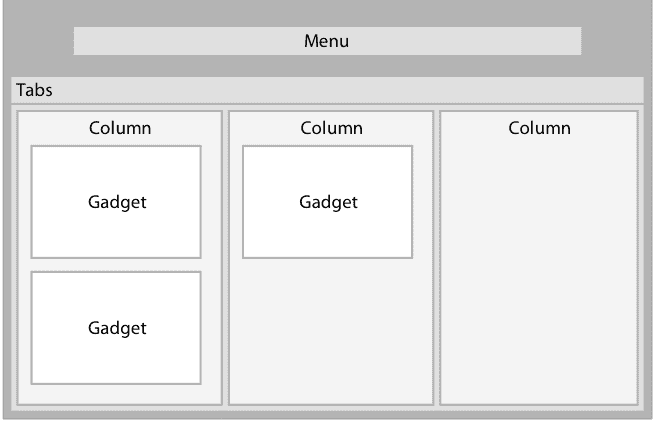 Menu
Tabs
Column
Column
Column
Gadget
Gadget
Gadget